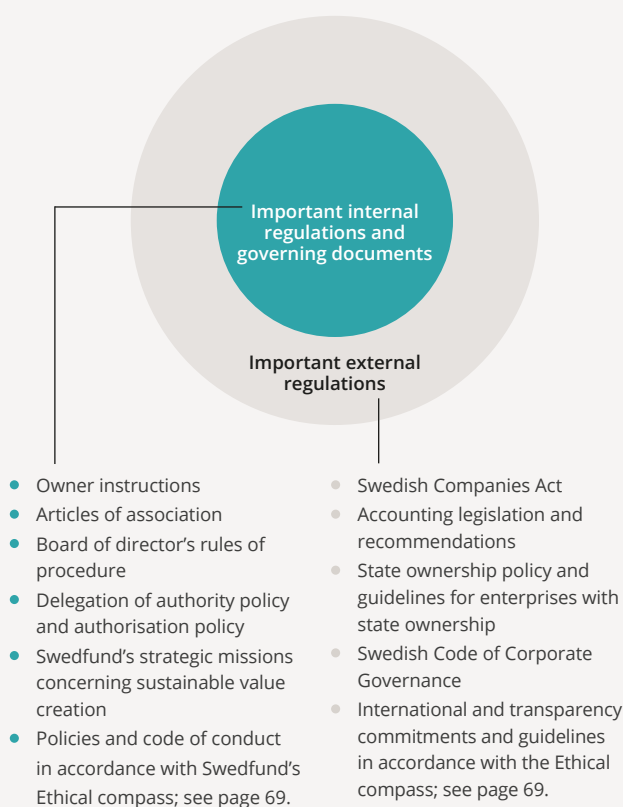 Important internal
regulations and
governing documents
Important external
regulations
Owner instructions
Articles of association
Board of director's rules of
procedure
Delegation of authority policy
and authorisation policy
Swedfund's strategic missions
concerning sustainable value
creation
Policies and code of conduct
in accordance with Swedfund's
Ethical compass; see page 69.
Swedish Companies Act
Accounting legislation and
recommendations
State ownership policy and
guidelines for enterprises with
state ownership
Swedish Code of Corporate
Governance
International and transparency
commitments and guidelines
in accordance with the Ethical
compass; see page 69.